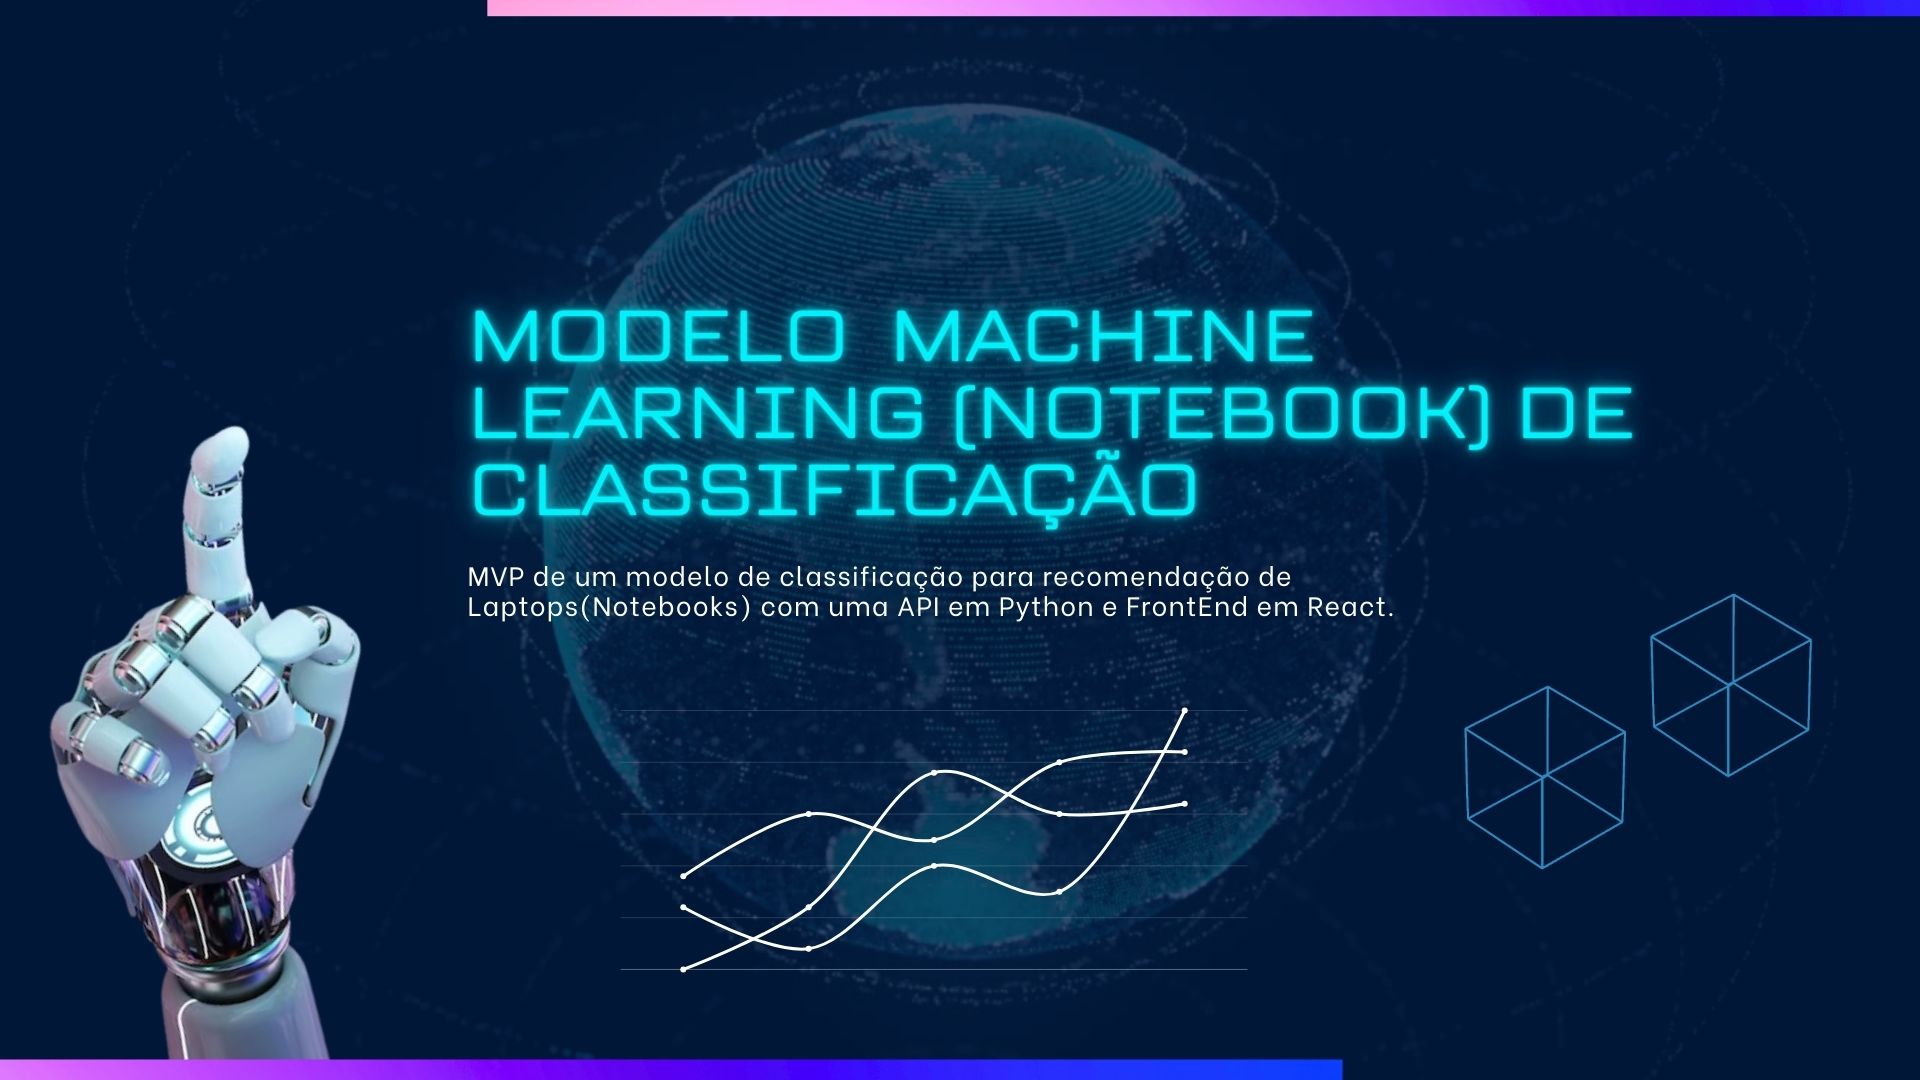 MODELO MACHINE
LEARNING (NOTEBOOK) DE
CLASSIFICAÇÃO
MVP de um modelo de classificação para recomendação de
Laptops(Notebooks) com uma API em Python e FrontEnd em React.